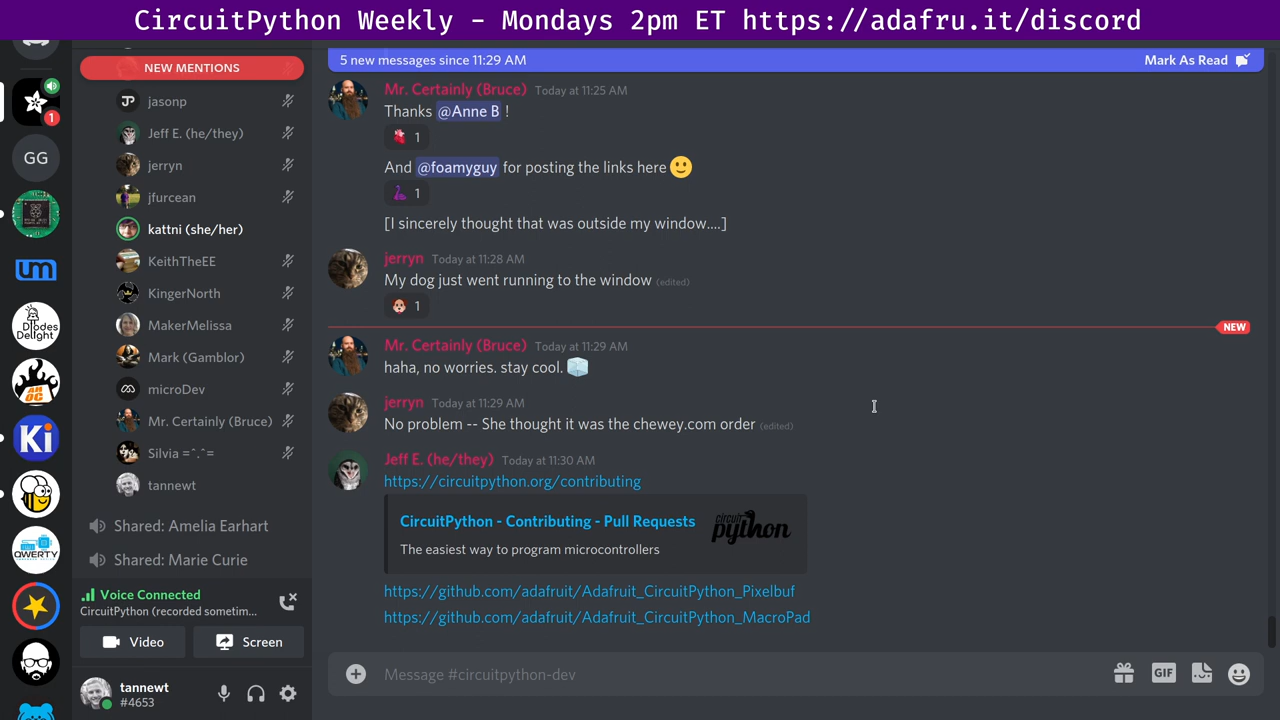 CircuitPython Weekly - Mondays 2pm ET https://adafru.it/discord
NEW MENTIONS
1
GG
um
Diodes Delight
AHOC
Ki
QWERTY
jasonp
Jeff E. (he/they)
jerryn
jfurcean
kattni (she/her)
KeithTheEE
KingerNorth
MakerMelissa
Mark (Gamblor)
microDev
Mr. Certainly (Bruce)
Silvia =^.^=
tannewt
Shared: Amelia Earhart
Shared: Marie Curie
Voice Connected
CircuitPython (recorded sometim...
Video
Screen
tannewt
#4653
5 new messages since 11:29 AM
Mark As Read
Mr. Certainly (Bruce) Today at 11:25 AM
Thanks @Anne B !
1
And @foamyguy for posting the links here
1
[I sincerely thought that was outside my window....]
jerryn Today at 11:28 AM
My dog just went running to the window (edited)
1
NEW
Mr. Certainly (Bruce) Today at 11:29 AM
haha, no worries. stay cool.
jerryn Today at 11:29 AM
No problem -- She thought it was the chewey.com order (edited)
Jeff E. (he/they) Today at 11:30 AM
https://circuitpython.org/contributing
CircuitPython - Contributing - Pull Requests
The easiest way to program microcontrollers
circuit python
https://github.com/adafruit/Adafruit_CircuitPython_Pixelbuf
https://github.com/adafruit/Adafruit_CircuitPython_MacroPad
Message #circuitpython-dev
GIF